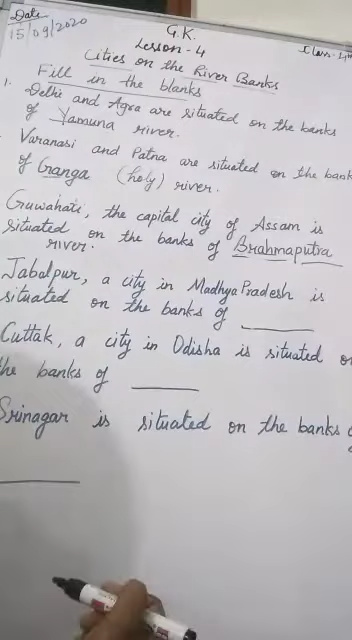 Date
15/09/2020
G.K.
Lesson-4
Class-4th
Cities on the River Banks
Fill in the blanks
1. Delhi and Agra are situated on the banks
of Yamuna river.
Varanasi and Patna are situated on the bank
of Ganga (holy) river.
Guwahati, the capital city of Assam is
situated on the banks of Brahmaputra
river.
Jabalpur, a city in Madhya Pradesh is
situated on the banks of ______
Cuttak, a city in Odisha is situated on
the banks of ______
Srinagar is situated on the banks
______